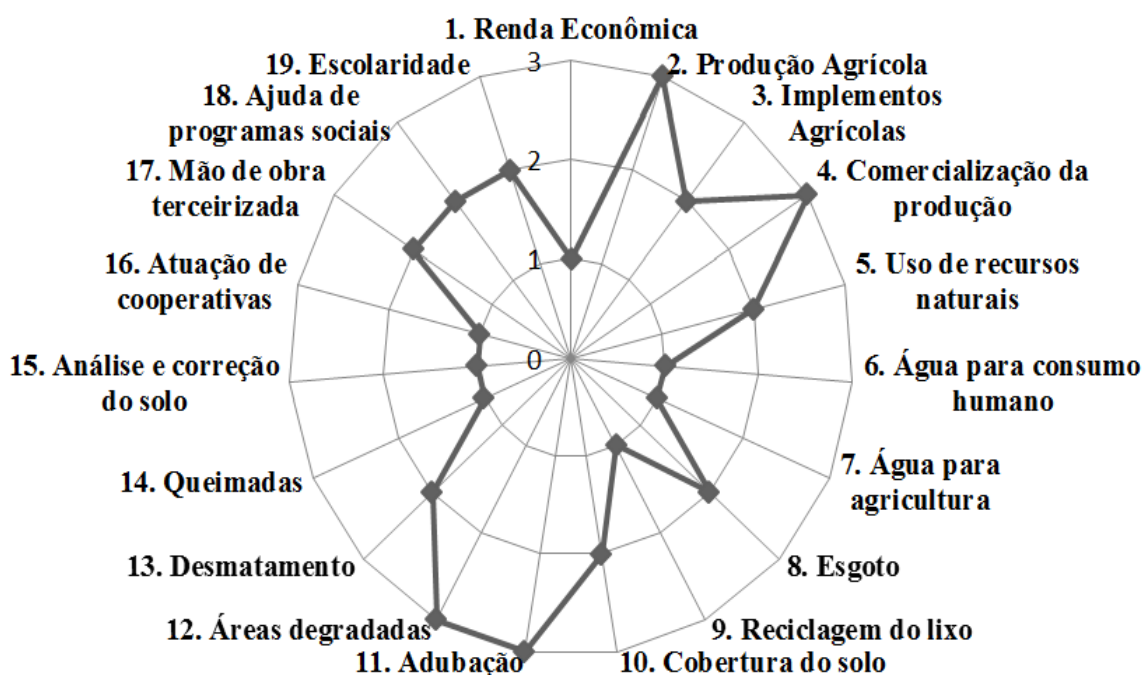 1. Renda Econômica
2. Produção Agrícola
3. Implementos
Agrícolas
4. Comercialização da
produção
5. Uso de recursos
naturais
6. Água para consumo
humano
7. Água para
agricultura
8. Esgoto
9. Reciclagem do lixo
10. Cobertura do solo
11. Adubação
12. Áreas degradadas
13. Desmatamento
14. Queimadas
15. Análise e correção
do solo
16. Atuação de
cooperativas
17. Mão de obra
terceirizada
18. Ajuda de
programas sociais
19. Escolaridade
3
2
1
0